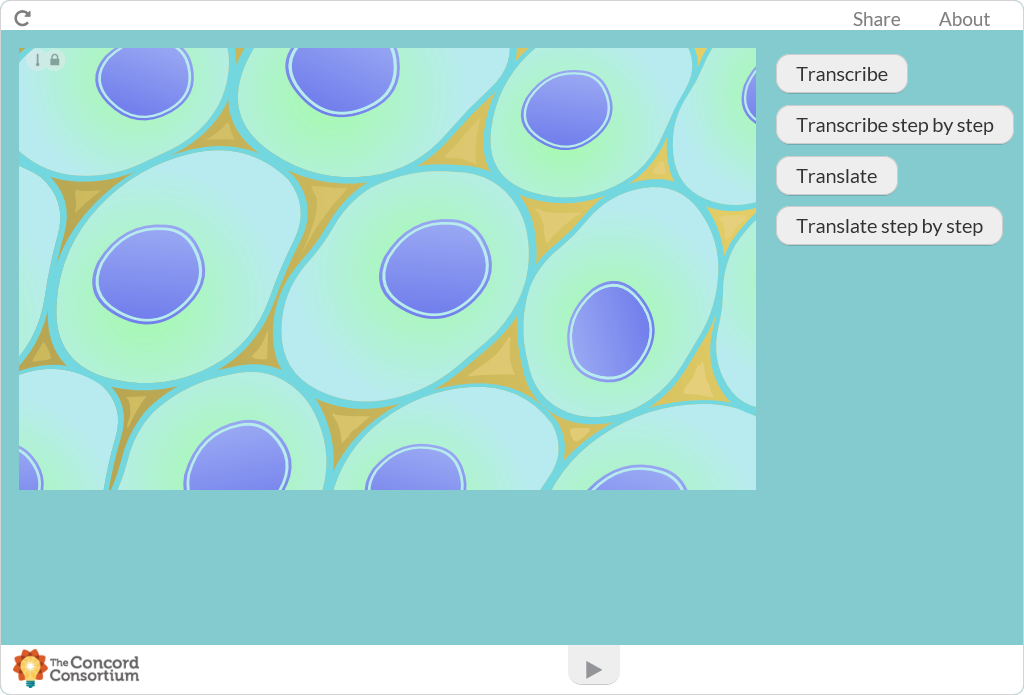 Share About
Transcribe
Transcribe step by step
Translate
Translate step by step
The Concord
Consortium